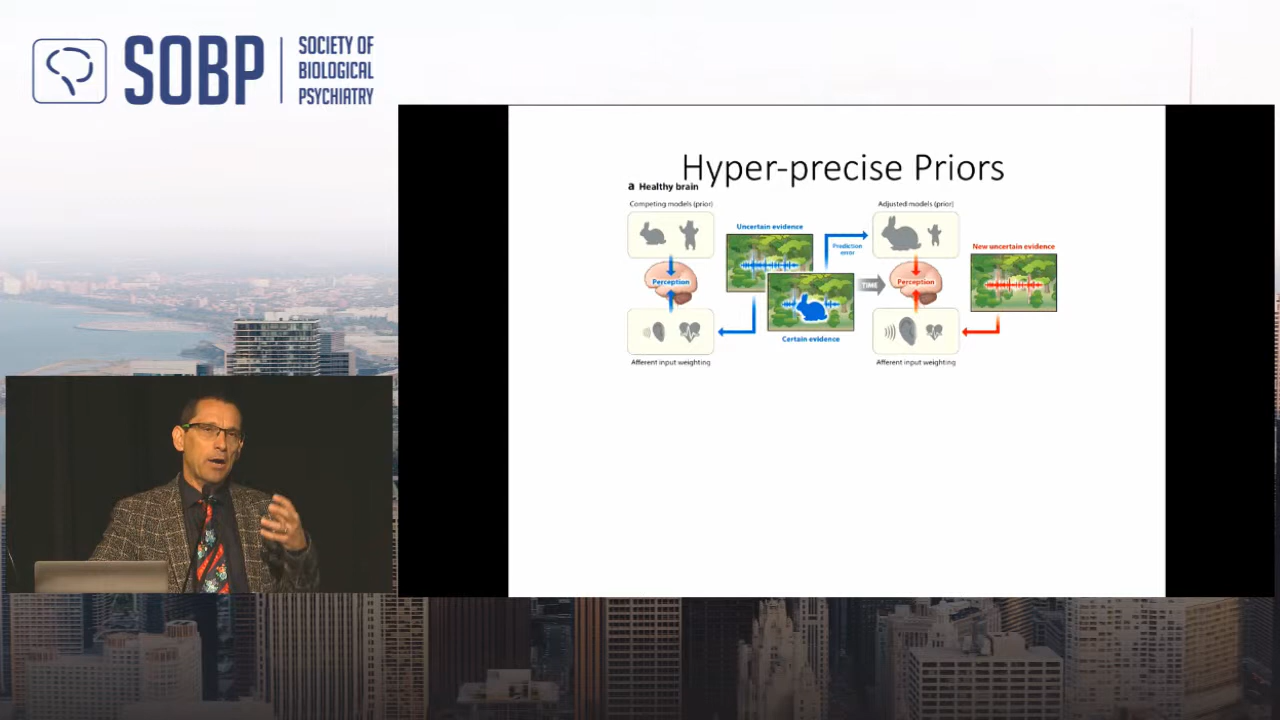 SOBP
SOCIETY OF
BIOLOGICAL
PSYCHIATRY
Hyper-precise Priors
a Healthy brain
Competing models (prior)
Adjusted models (prior)
Uncertain evidence
New uncertain evidence
Prediction
error
Perception
TIME
Perception
Certain evidence
Afferent input weighting
Afferent input weighting